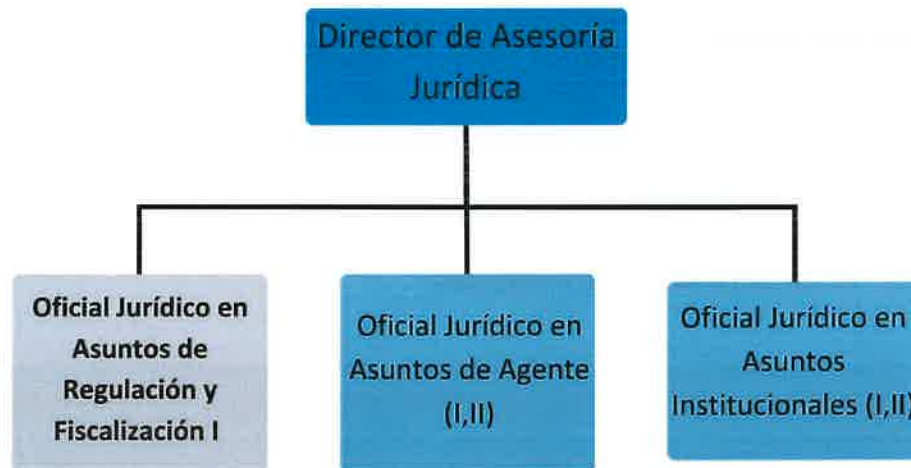 Director de Asesoría
Jurídica
Oficial Jurídico en
Asuntos de
Regulación y
Fiscalización I
Oficial Jurídico en
Asuntos de Agente
(I,II)
Oficial Jurídico en
Asuntos
Institucionales (I,II)